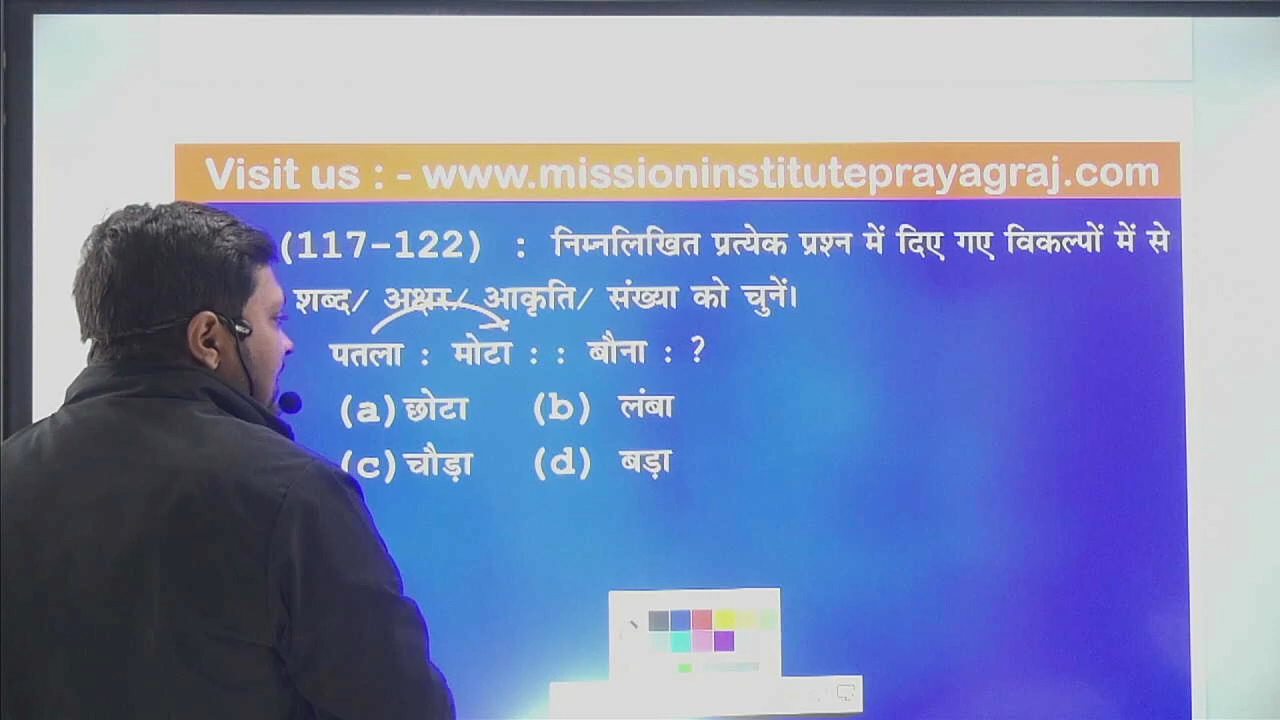 Visit us : - www.missioninstituteprayagraj.com
(117-122) : निम्नलिखित प्रत्येक प्रश्न में दिए गए विकल्पों में से
शब्द/ अक्षर/ आकृति/ संख्या को चुनें।
पतला : मोटा : : बौना : ?
(a) छोटा (b) लंबा
(c) चौड़ा (d) बड़ा